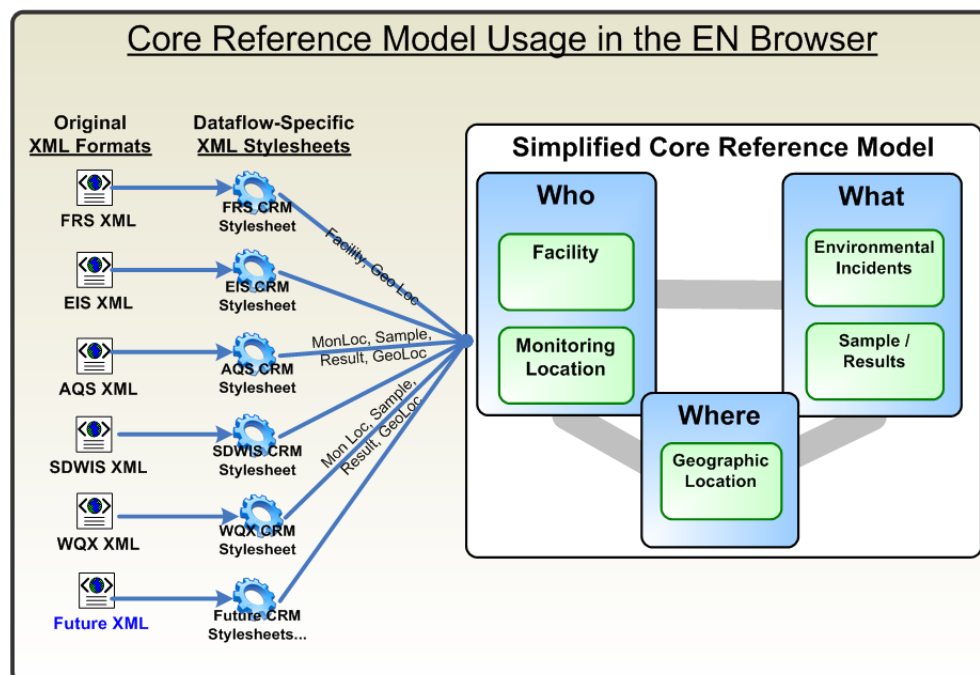 Core Reference Model Usage in the EN Browser
Original
XML Formats
Dataflow-Specific
XML Stylesheets
FRS XML
FRS CRM
Stylesheet
EIS XML
EIS CRM
Stylesheet
AQS XML
AQS CRM
Stylesheet
SDWIS XML
SDWIS CRM
Stylesheet
WQX XML
WQX CRM
Stylesheet
Future XML
Future CRM
Stylesheets...
Facility, Geo Loc
MonLoc, Sample,
Result, GeoLoc
Mon Loc, Sample,
Result, GeoLoc
Simplified Core Reference Model
Who
Facility
Monitoring
Location
What
Environmental
Incidents
Sample /
Results
Where
Geographic
Location